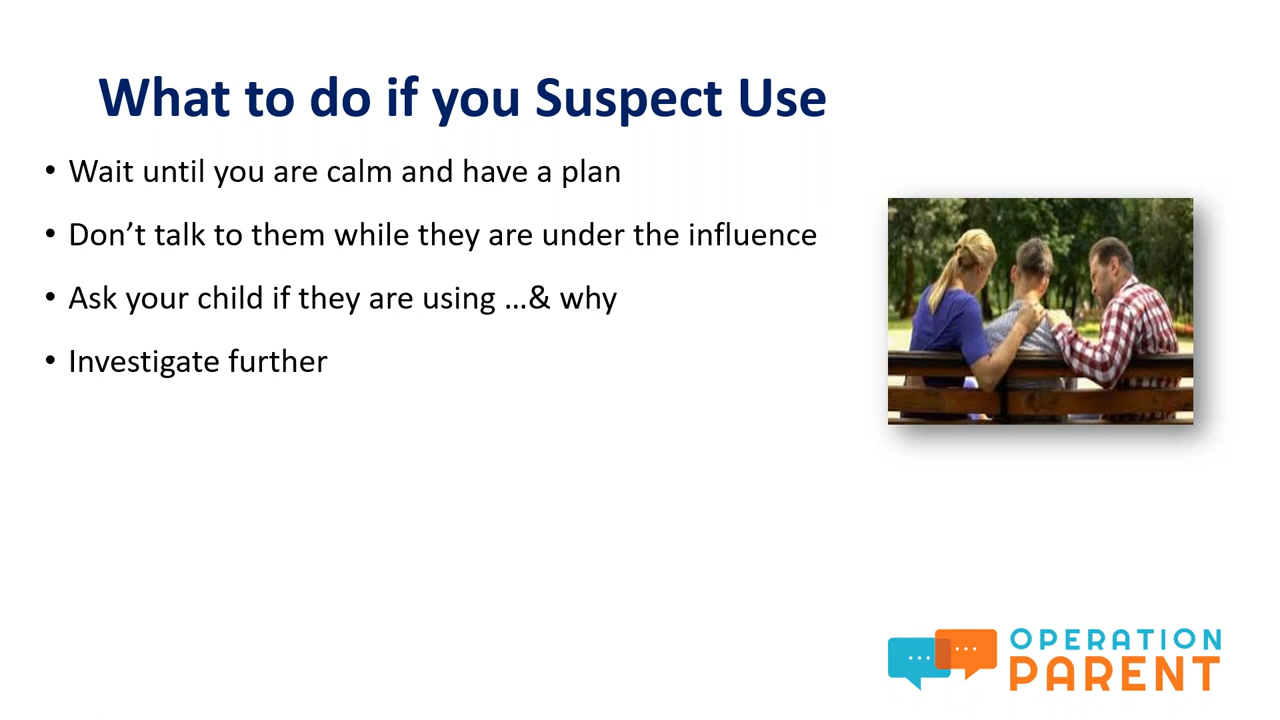 What to do if you Suspect Use
• Wait until you are calm and have a plan
• Don’t talk to them while they are under the influence
• Ask your child if they are using …& why
• Investigate further
OPERATION
PARENT